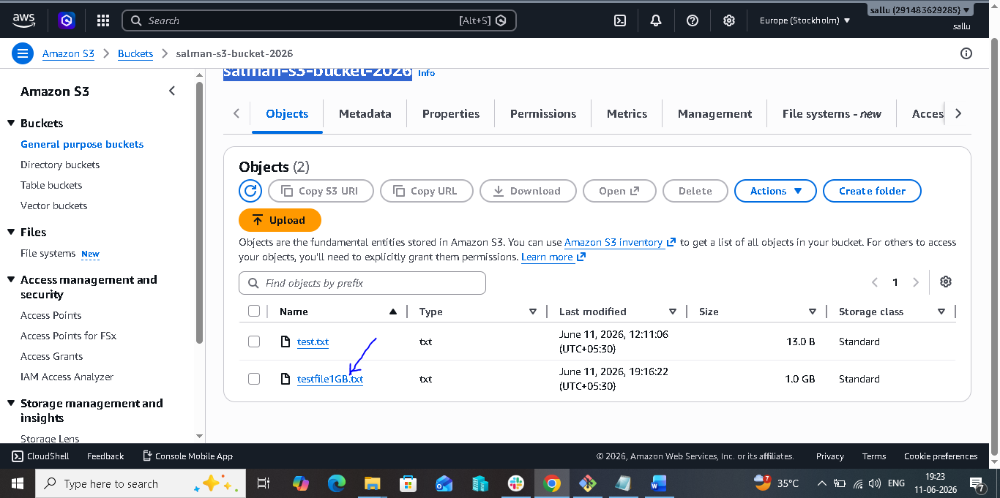 aws
Search [Alt+S]
Europe (Stockholm)
sallu (291483629285)
sallu
Amazon S3 Buckets salman-s3-bucket-2026
Amazon S3
Buckets
General purpose buckets
Directory buckets
Table buckets
Vector buckets
Files
File systems New
Access management and
security
Access Points
Access Points for FSx
Access Grants
IAM Access Analyzer
Storage management and
insights
Storage Lens
salman-s3-bucket-2026 Info
Objects Metadata Properties Permissions Metrics Management File systems - new Acces
Objects (2)
Copy S3 URI Copy URL Download Open Delete Actions Create folder
Upload
Objects are the fundamental entities stored in Amazon S3. You can use Amazon S3 inventory to get a list of all objects in your bucket. For others to access
your objects, you'll need to explicitly grant them permissions. Learn more
Find objects by prefix
1
Name Type Last modified Size Storage class
test.txt txt June 11, 2026, 12:11:06 (UTC+05:30) 13.0 B Standard
testfile1GB.txt txt June 11, 2026, 19:16:22 (UTC+05:30) 1.0 GB Standard
CloudShell Feedback Console Mobile App © 2026, Amazon Web Services, Inc. or its affiliates. Privacy Terms Cookie preferences
Type here to search
7
35°C
ENG
19:23
11-06-2026
7